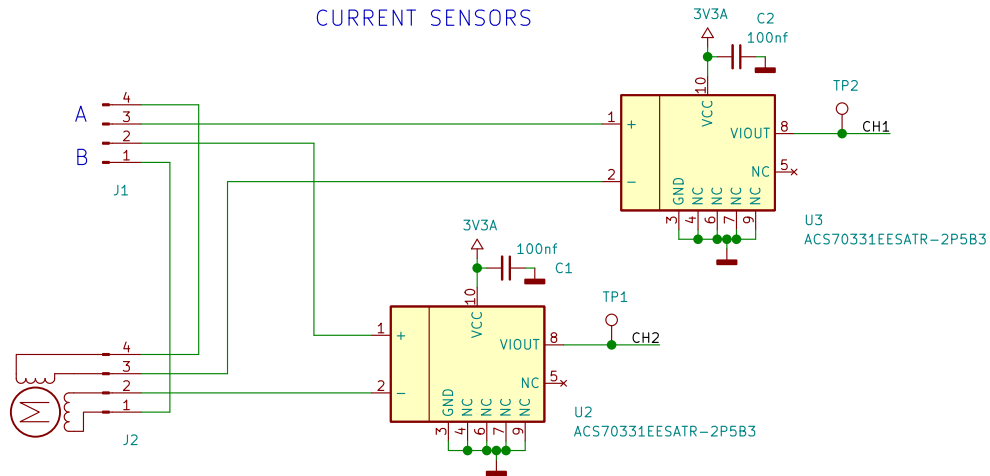 CURRENT SENSORS
3V3A
C2
100nf
TP2
10
VCC
A
4
3
2
B
1
J1
1
+
VIOUT
8
CH1
2
−
NC
5
GND
NC
NC
NC
NC
3
4
6
7
9
U3
ACS70331EESATR-2P5B3
3V3A
100nf
C1
TP1
10
VCC
1
+
VIOUT
8
CH2
2
−
NC
5
GND
NC
NC
NC
NC
3
4
6
7
9
U2
ACS70331EESATR-2P5B3
4
3
2
1
M
J2